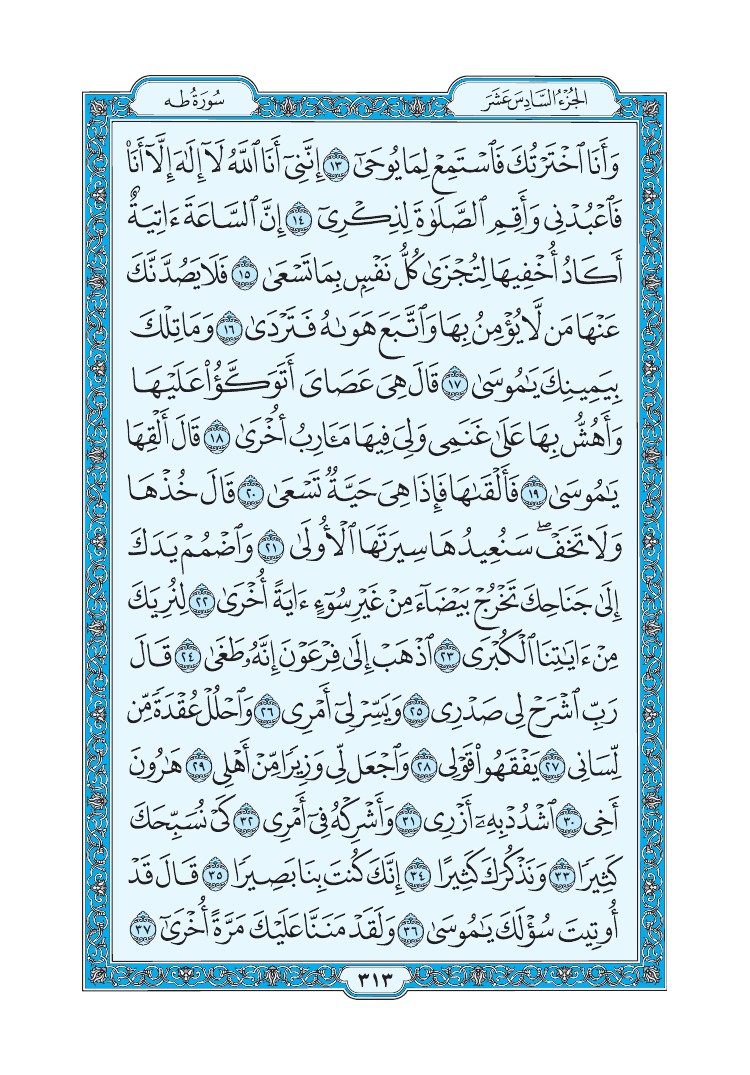 الجُزْءُ السَّادِسَ عَشَرَ
سُورَةُ طه
وَأَنَا ٱخْتَرْتُكَ فَٱسْتَمِعْ لِمَا يُوحَىٰٓ ١٣ إِنَّنِىٓ أَنَا ٱللَّهُ لَآ إِلَٰهَ إِلَّآ أَنَا۠
فَٱعْبُدْنِى وَأَقِمِ ٱلصَّلَوٰةَ لِذِكْرِىٓ ١٤ إِنَّ ٱلسَّاعَةَ ءَاتِيَةٌ
أَكَادُ أُخْفِيهَا لِتُجْزَىٰ كُلُّ نَفْسٍۭ بِمَا تَسْعَىٰ ١٥ فَلَا يَصُدَّنَّكَ
عَنْهَا مَن لَّا يُؤْمِنُ بِهَا وَٱتَّبَعَ هَوَىٰهُ فَتَرْدَىٰ ١٦ وَمَا تِلْكَ
بِيَمِينِكَ يَٰمُوسَىٰ ١٧ قَالَ هِىَ عَصَاىَ أَتَوَكَّؤُا۟ عَلَيْهَا
وَأَهُشُّ بِهَا عَلَىٰ غَنَمِى وَلِىَ فِيهَا مَـَٔارِبُ أُخْرَىٰ ١٨ قَالَ أَلْقِهَا
يَٰمُوسَىٰ ١٩ فَأَلْقَىٰهَا فَإِذَا هِىَ حَيَّةٌ تَسْعَىٰ ٢٠ قَالَ خُذْهَا
وَلَا تَخَفْ ۖ سَنُعِيدُهَا سِيرَتَهَا ٱلْأُولَىٰ ٢١ وَٱضْمُمْ يَدَكَ
إِلَىٰ جَنَاحِكَ تَخْرُجْ بَيْضَآءَ مِنْ غَيْرِ سُوٓءٍ ءَايَةً أُخْرَىٰ ٢٢ لِنُرِيَكَ
مِنْ ءَايَٰتِنَا ٱلْكُبْرَى ٢٣ ٱذْهَبْ إِلَىٰ فِرْعَوْنَ إِنَّهُۥ طَغَىٰ ٢٤ قَالَ
رَبِّ ٱشْرَحْ لِى صَدْرِى ٢٥ وَيَسِّرْ لِىٓ أَمْرِى ٢٦ وَٱحْلُلْ عُقْدَةً مِّن
لِّسَانِى ٢٧ يَفْقَهُوا۟ قَوْلِى ٢٨ وَٱجْعَل لِّى وَزِيرًا مِّنْ أَهْلِى ٢٩ هَٰرُونَ
أَخِى ٣٠ ٱشْدُدْ بِهِۦٓ أَزْرِى ٣١ وَأَشْرِكْهُ فِىٓ أَمْرِى ٣٢ كَىْ نُسَبِّحَكَ
كَثِيرًا ٣٣ وَنَذْكُرَكَ كَثِيرًا ٣٤ إِنَّكَ كُنتَ بِنَا بَصِيرًا ٣٥ قَالَ قَدْ
أُوتِيتَ سُؤْلَكَ يَٰمُوسَىٰ ٣٦ وَلَقَدْ مَنَنَّا عَلَيْكَ مَرَّةً أُخْرَىٰٓ ٣٧
٣١٣